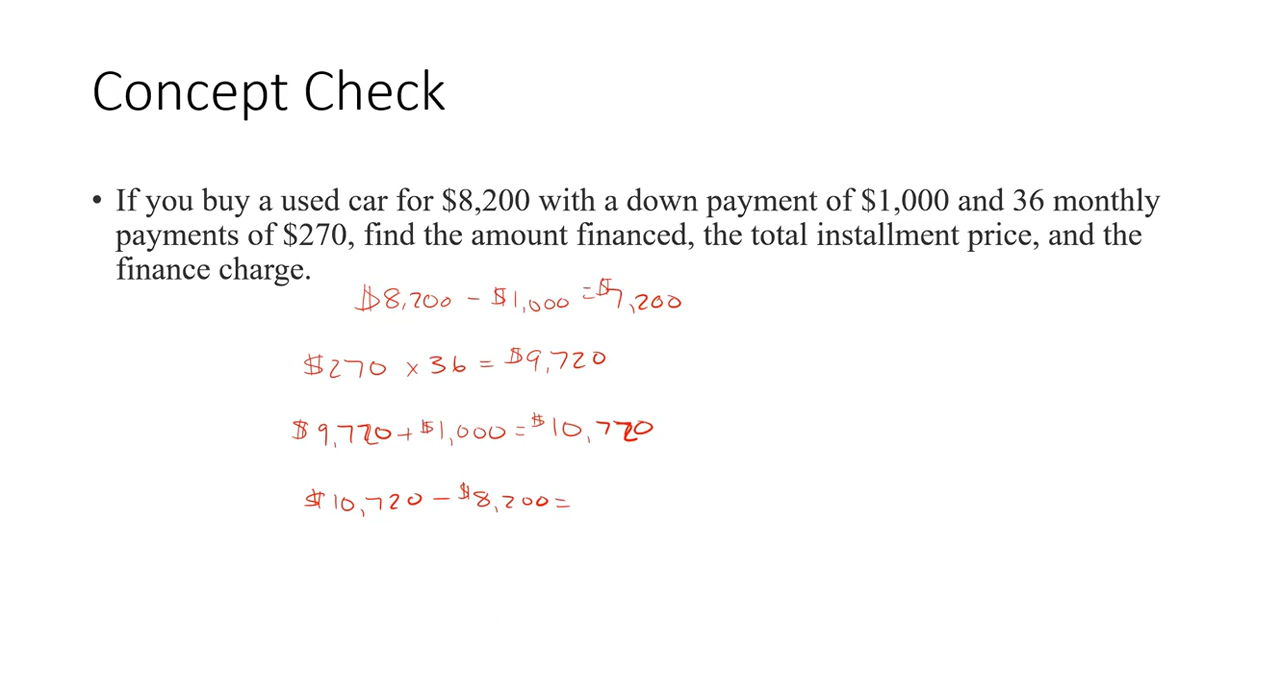 Concept Check
• If you buy a used car for $8,200 with a down payment of $1,000 and 36 monthly
payments of $270, find the amount financed, the total installment price, and the
finance charge.
$8,200 - $1,000 = $7,200
$270 × 36 = $9,720
$9,720 + $1,000 = $10,720
$10,720 - $8,200 =